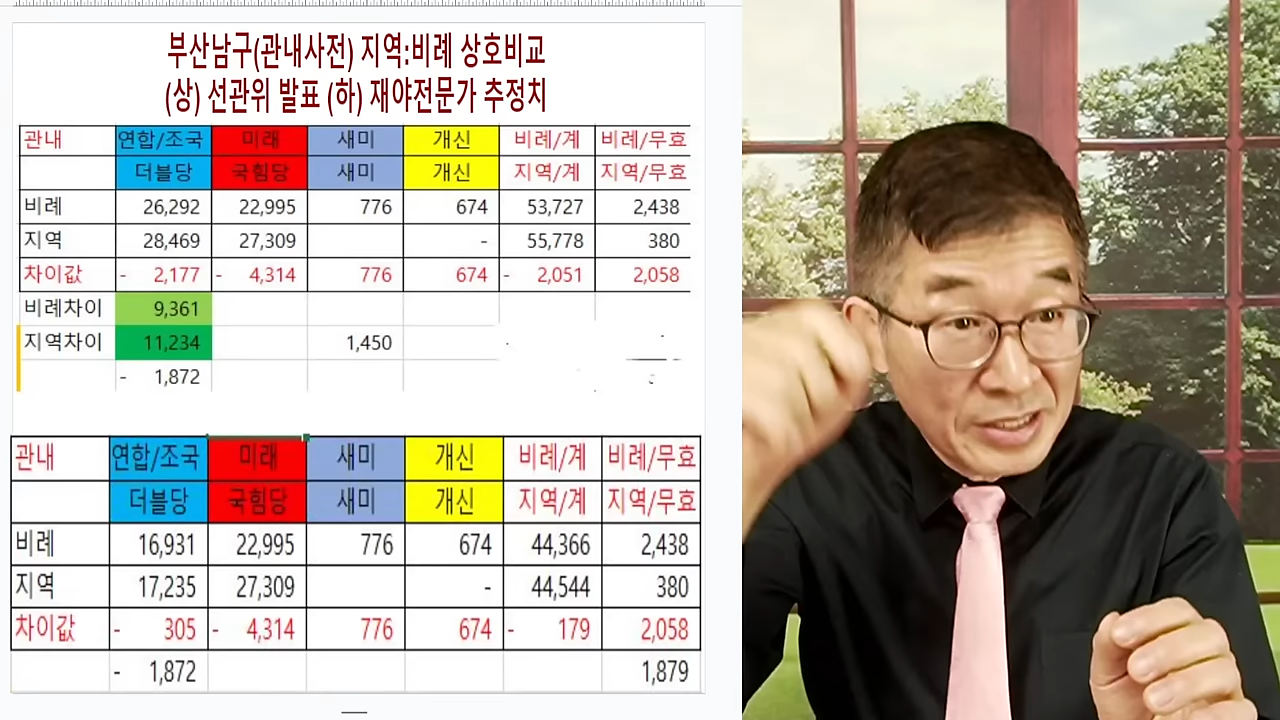 부산남구(관내사전) 지역:비례 상호비교
(상) 선관위 발표 (하) 재야전문가 추정치
관내 연합/조국 미래 새미 개신 비례/계 비례/무효
더블당 국힘당 새미 개신 지역/계 지역/무효
비례 26,292 22,995 776 674 53,727 2,438
지역 28,469 27,309 - 55,778 380
차이값 - 2,177 - 4,314 776 674 - 2,051 2,058
비례차이 9,361
지역차이 11,234 1,450
- 1,872
관내 연합/조국 미래 새미 개신 비례/계 비례/무효
더블당 국힘당 새미 개신 지역/계 지역/무효
비례 16,931 22,995 776 674 44,366 2,438
지역 17,235 27,309 - 44,544 380
차이값 - 305 - 4,314 776 674 - 179 2,058
- 1,872 1,879